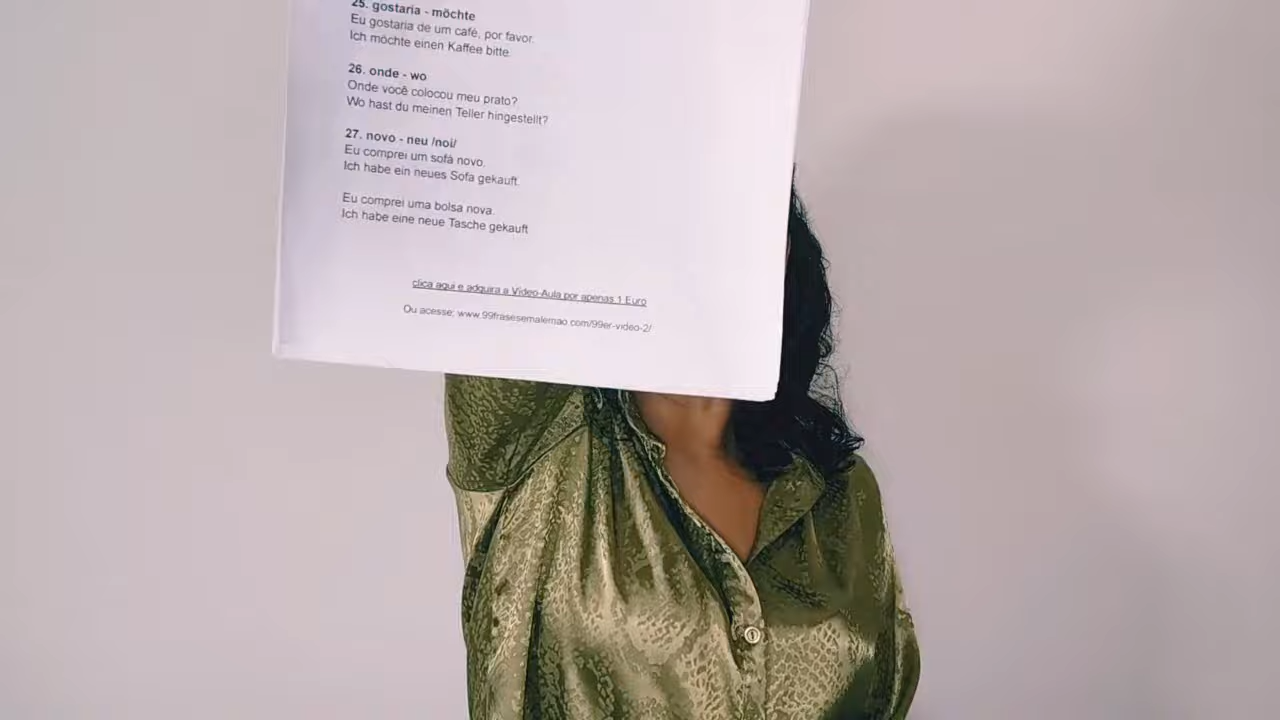 25. gostaria - möchte
Eu gostaria de um café, por favor.
Ich möchte einen Kaffee bitte.
26. onde - wo
Onde você colocou meu prato?
Wo hast du meinen Teller hingestellt?
27. novo - neu /noi/
Eu comprei um sofá novo.
Ich habe ein neues Sofa gekauft.
Eu comprei uma bolsa nova.
Ich habe eine neue Tasche gekauft
clica aqui e adquira a Vídeo-Aula por apenas 1 Euro
Ou acesse: www.99frasesemalemao.com/99er-video-2/